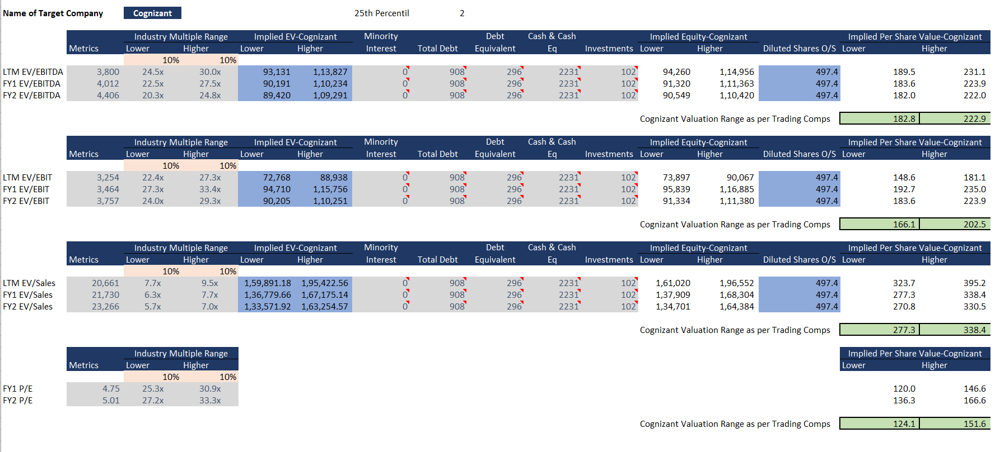 Name of Target Company Cognizant 25th Percentil 2
Industry Multiple Range Implied EV-Cognizant Minority Debt Cash & Cash Implied Equity-Cognizant Implied Per Share Value-Cognizant
Metrics Lower Higher Lower Higher Interest Total Debt Equivalent Eq Investments Lower Higher Diluted Shares O/S Lower Higher
10% 10%
LTM EV/EBITDA 3,800 24.5x 30.0x 93,131 1,13,827 0 908 296 2231 102 94,260 1,14,956 497.4 189.5 231.1
FY1 EV/EBITDA 4,012 22.5x 27.5x 90,191 1,10,234 0 908 296 2231 102 91,320 1,11,363 497.4 183.6 223.9
FY2 EV/EBITDA 4,406 20.3x 24.8x 89,420 1,09,291 0 908 296 2231 102 90,549 1,10,420 497.4 182.0 222.0
Cognizant Valuation Range as per Trading Comps 182.8 222.9
Industry Multiple Range Implied EV-Cognizant Minority Debt Cash & Cash Implied Equity-Cognizant Implied Per Share Value-Cognizant
Metrics Lower Higher Lower Higher Interest Total Debt Equivalent Eq Investments Lower Higher Diluted Shares O/S Lower Higher
10% 10%
LTM EV/EBIT 3,254 22.4x 27.3x 72,768 88,938 0 908 296 2231 102 73,897 90,067 497.4 148.6 181.1
FY1 EV/EBIT 3,464 27.3x 33.4x 94,710 1,15,756 0 908 296 2231 102 95,839 1,16,885 497.4 192.7 235.0
FY2 EV/EBIT 3,757 24.0x 29.3x 90,205 1,10,251 0 908 296 2231 102 91,334 1,11,380 497.4 183.6 223.9
Cognizant Valuation Range as per Trading Comps 166.1 202.5
Industry Multiple Range Implied EV-Cognizant Minority Debt Cash & Cash Implied Equity-Cognizant Implied Per Share Value-Cognizant
Metrics Lower Higher Lower Higher Interest Total Debt Equivalent Eq Investments Lower Higher Diluted Shares O/S Lower Higher
10% 10%
LTM EV/Sales 20,661 7.7x 9.5x 1,59,891.18 1,95,422.56 0 908 296 2231 102 1,61,020 1,96,552 497.4 323.7 395.2
FY1 EV/Sales 21,730 6.3x 7.7x 1,36,779.66 1,67,175.14 0 908 296 2231 102 1,37,909 1,68,304 497.4 277.3 338.4
FY2 EV/Sales 23,266 5.7x 7.0x 1,33,571.92 1,63,254.57 0 908 296 2231 102 1,34,701 1,64,384 497.4 270.8 330.5
Cognizant Valuation Range as per Trading Comps 277.3 338.4
Industry Multiple Range Implied Per Share Value-Cognizant
Metrics Lower Higher Lower Higher
10% 10%
FY1 P/E 4.75 25.3x 30.9x 120.0 146.6
FY2 P/E 5.01 27.2x 33.3x 136.3 166.6
Cognizant Valuation Range as per Trading Comps 124.1 151.6